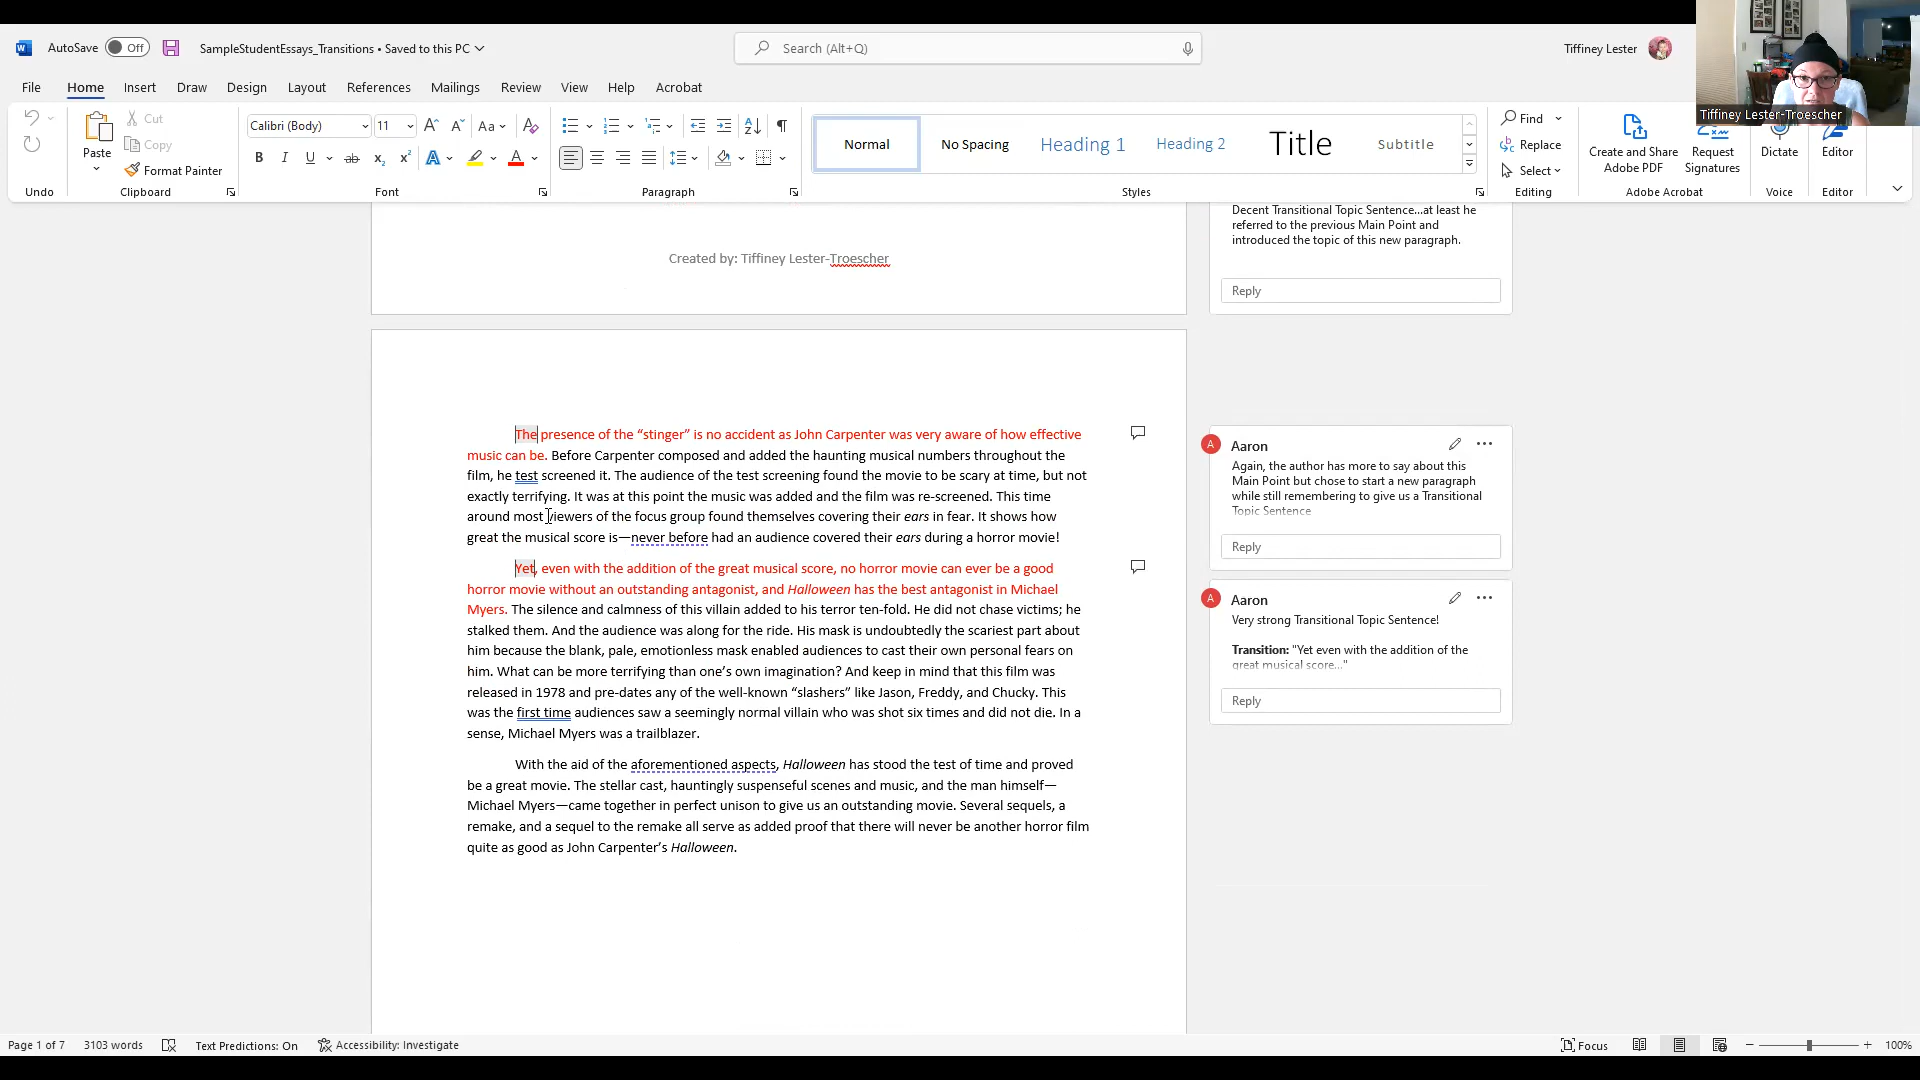 AutoSave Off SampleStudentEssays_Transitions • Saved to this PC Search (Alt+Q) Tiffiney Lester
Tiffiney Lester-Troescher
File Home Insert Draw Design Layout References Mailings Review View Help Acrobat
Paste
Cut
Copy
Format Painter
Calibri (Body) 11
Normal No Spacing Heading 1 Heading 2 Title Subtitle
Find
Replace
Select
Create and Share
Adobe PDF
Request
Signatures
Dictate
Editor
Undo Clipboard Font Paragraph Styles Editing Adobe Acrobat Voice Editor
Created by: Tiffiney Lester-Troescher
Decent Transitional Topic Sentence...at least he
referred to the previous Main Point and
introduced the topic of this new paragraph.
Reply
The presence of the “stinger” is no accident as John Carpenter was very aware of how effective
music can be. Before Carpenter composed and added the haunting musical numbers throughout the
film, he test screened it. The audience of the test screening found the movie to be scary at time, but not
exactly terrifying. It was at this point the music was added and the film was re-screened. This time
around most viewers of the focus group found themselves covering their ears in fear. It shows how
great the musical score is—never before had an audience covered their ears during a horror movie!
Yet, even with the addition of the great musical score, no horror movie can ever be a good
horror movie without an outstanding antagonist, and Halloween has the best antagonist in Michael
Myers. The silence and calmness of this villain added to his terror ten-fold. He did not chase victims; he
stalked them. And the audience was along for the ride. His mask is undoubtedly the scariest part about
him because the blank, pale, emotionless mask enabled audiences to cast their own personal fears on
him. What can be more terrifying than one’s own imagination? And keep in mind that this film was
released in 1978 and pre-dates any of the well-known “slashers” like Jason, Freddy, and Chucky. This
was the first time audiences saw a seemingly normal villain who was shot six times and did not die. In a
sense, Michael Myers was a trailblazer.
With the aid of the aforementioned aspects, Halloween has stood the test of time and proved
be a great movie. The stellar cast, hauntingly suspenseful scenes and music, and the man himself—
Michael Myers—came together in perfect unison to give us an outstanding movie. Several sequels, a
remake, and a sequel to the remake all serve as added proof that there will never be another horror film
quite as good as John Carpenter’s Halloween.
A Aaron
Again, the author has more to say about this
Main Point but chose to start a new paragraph
while still remembering to give us a Transitional
Topic Sentence
Reply
A Aaron
Very strong Transitional Topic Sentence!
Transition: "Yet even with the addition of the
great musical score..."
Reply
Page 1 of 7 3103 words Text Predictions: On Accessibility: Investigate Focus 100%